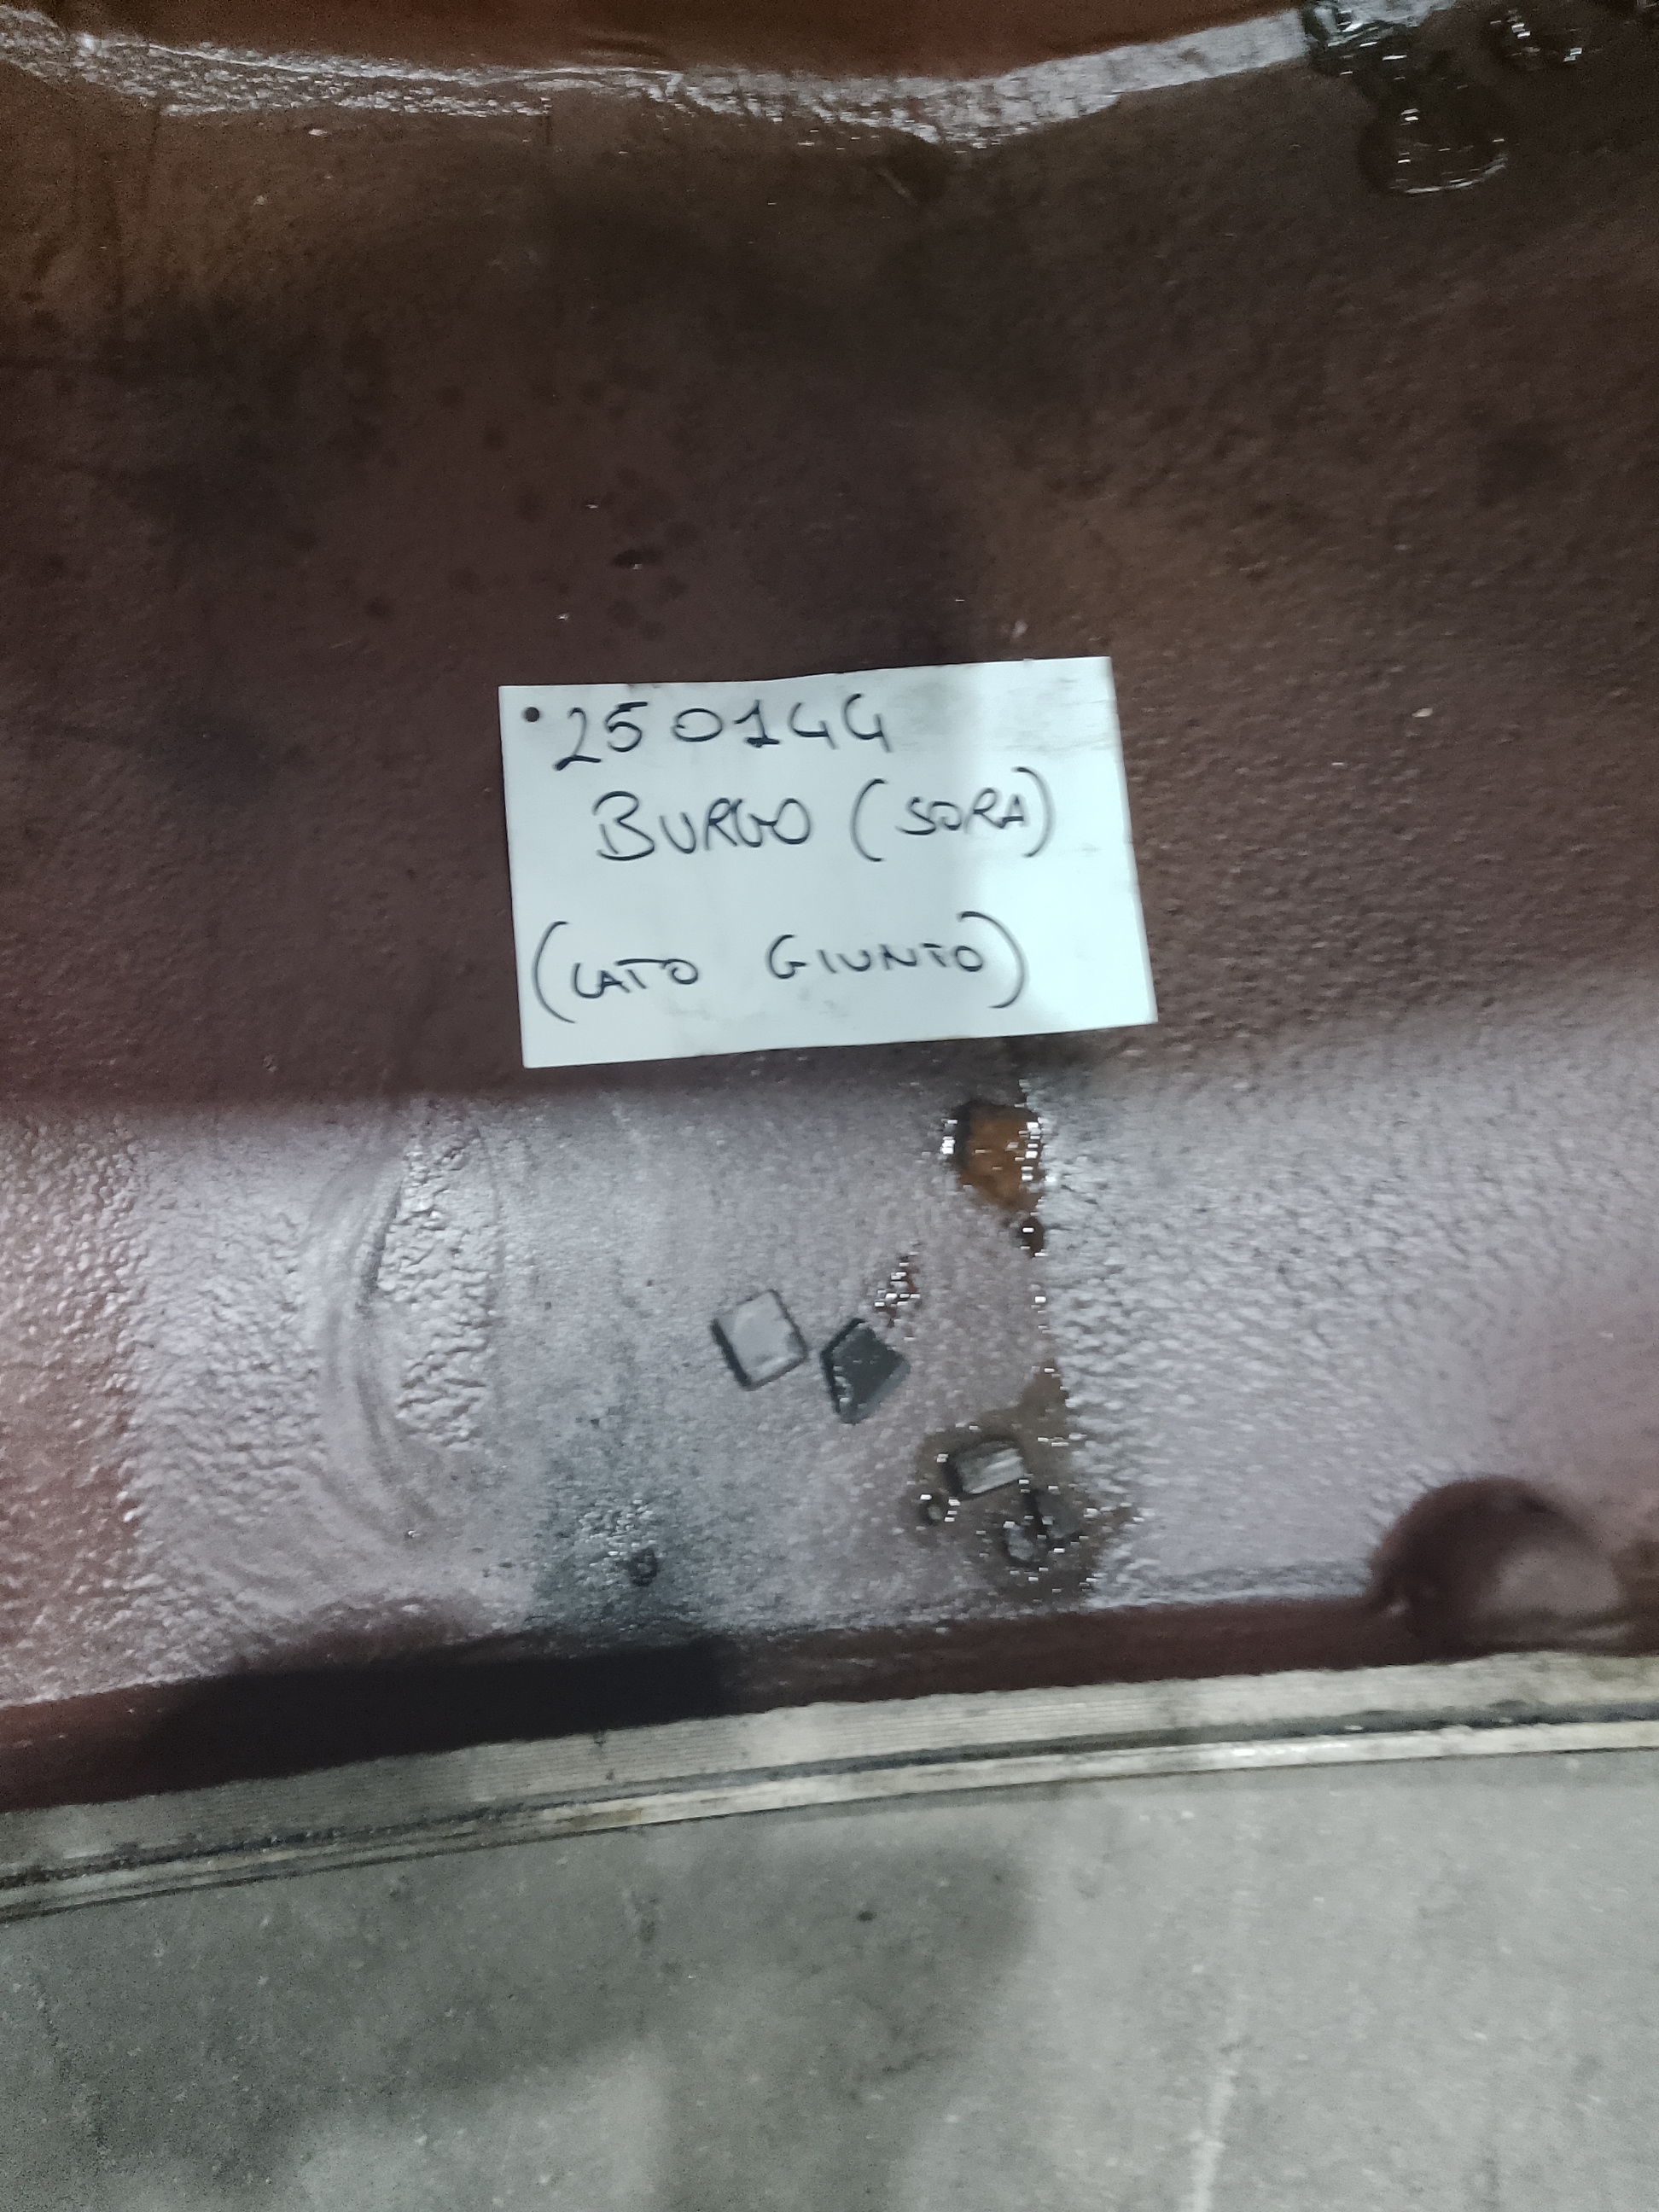 250144
BURGO (SORA)
(LATO GIUNTO)